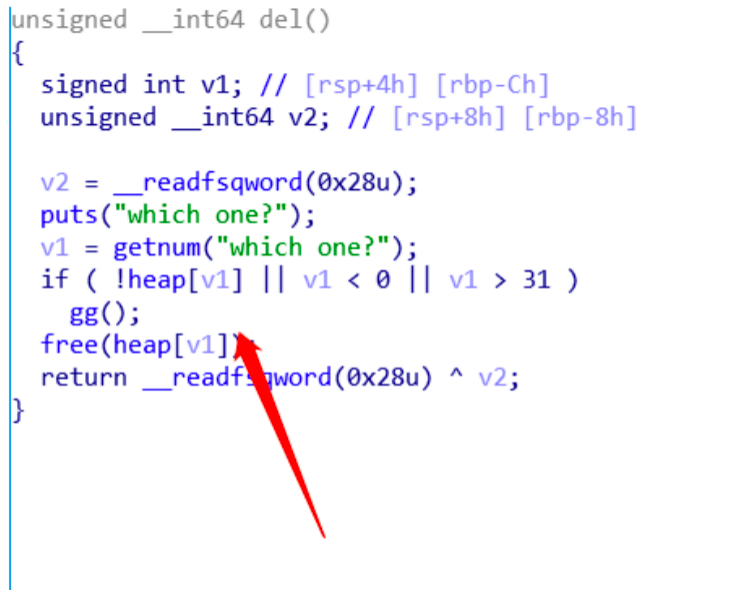 unsigned __int64 del()
{
  signed int v1; // [rsp+4h] [rbp-Ch]
  unsigned __int64 v2; // [rsp+8h] [rbp-8h]

  v2 = __readfsqword(0x28u);
  puts("which one?");
  v1 = getnum("which one?");
  if ( !heap[v1] || v1 < 0 || v1 > 31 )
    gg();
  free(heap[v1]);
  return __readfsqword(0x28u) ^ v2;
}